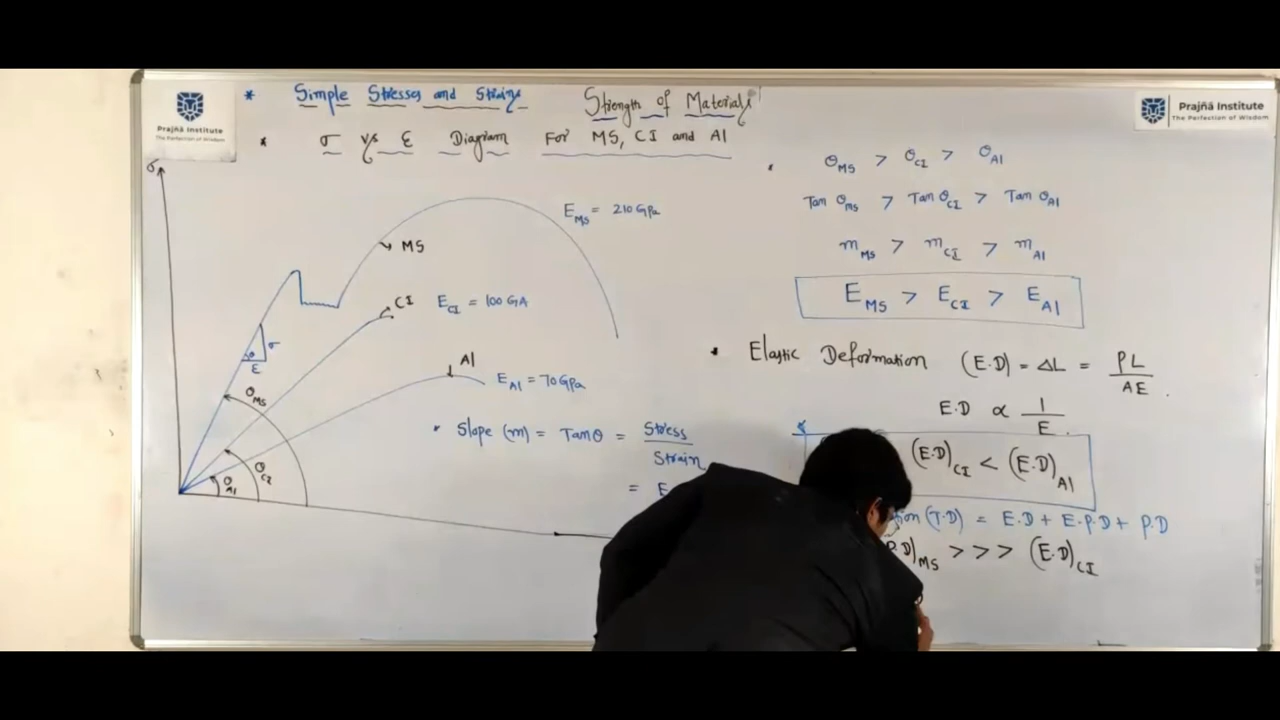 Prajñā Institute
The Perfection of Wisdom
* Simple Stresses and Strains
Strength of Materials
Prajñā Institute
The Perfection of Wisdom
* σ v/s ε Diagram For MS, CI and Al
σ
E_MS = 210 GPa
MS
CI E_CI = 100 GPa
σ
θ
ε
Al
E_Al = 70 GPa
θ_MS
θ_CI
θ_Al
* Slope (m) = Tanθ = Stress / Strain
= E
* θ_MS > θ_CI > θ_Al
Tan θ_MS > Tan θ_CI > Tan θ_Al
m_MS > m_CI > m_Al
E_MS > E_CI > E_Al
• Elastic Deformation (E.D) = ΔL = PL / AE
E.D ∝ 1 / E
(E.D)_CI < (E.D)_Al
(T.D) = E.D + E.P.D + P.D
P.D)_MS >>> (E.D)_CI